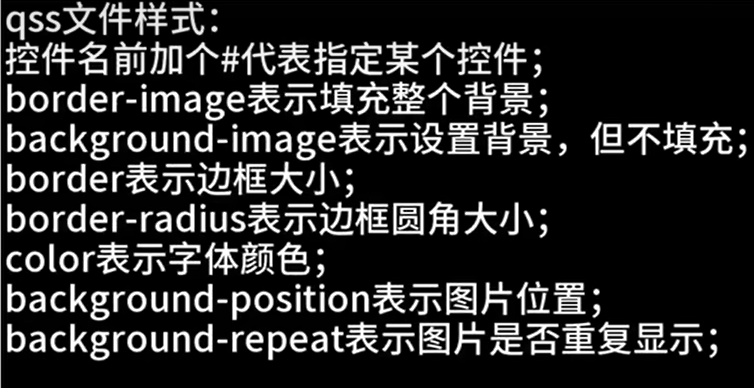 qss文件样式：
控件名前加个#代表指定某个控件；
border-image表示填充整个背景；
background-image表示设置背景，但不填充；
border表示边框大小；
border-radius表示边框圆角大小；
color表示字体颜色；
background-position表示图片位置；
background-repeat表示图片是否重复显示；